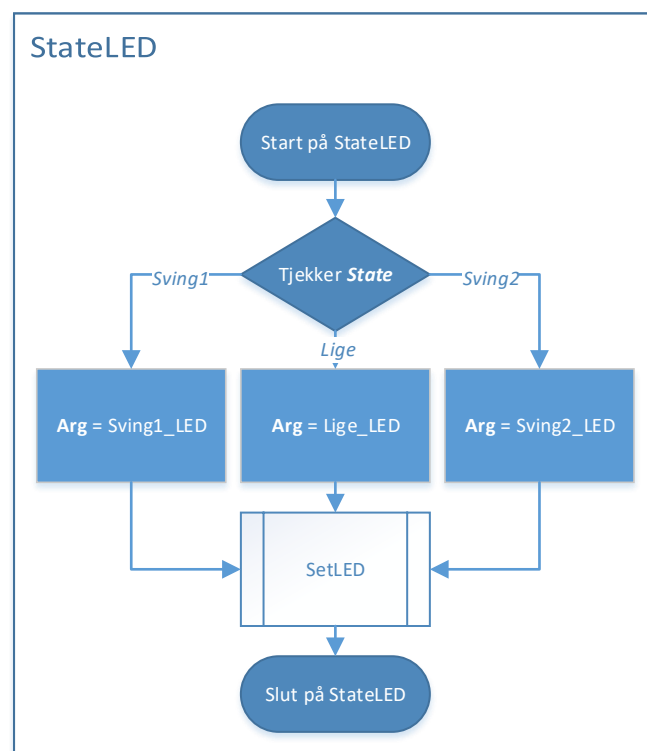 StateLED
Start på StateLED
Tjekker State
Sving1
Sving2
Lige
Arg = Sving1_LED
Arg = Lige_LED
Arg = Sving2_LED
SetLED
Slut på StateLED